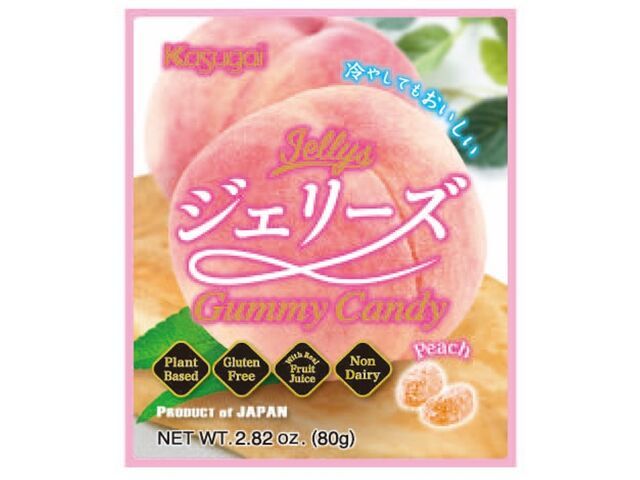 Kasugai
冷やしてもおいしい
Jellys
ジェリーズ
Gummy Candy
Peach
Plant
Based
Gluten
Free
With Real
Fruit
Juice
Non
Dairy
PRODUCT of JAPAN
NET WT. 2.82 oz. (80g)